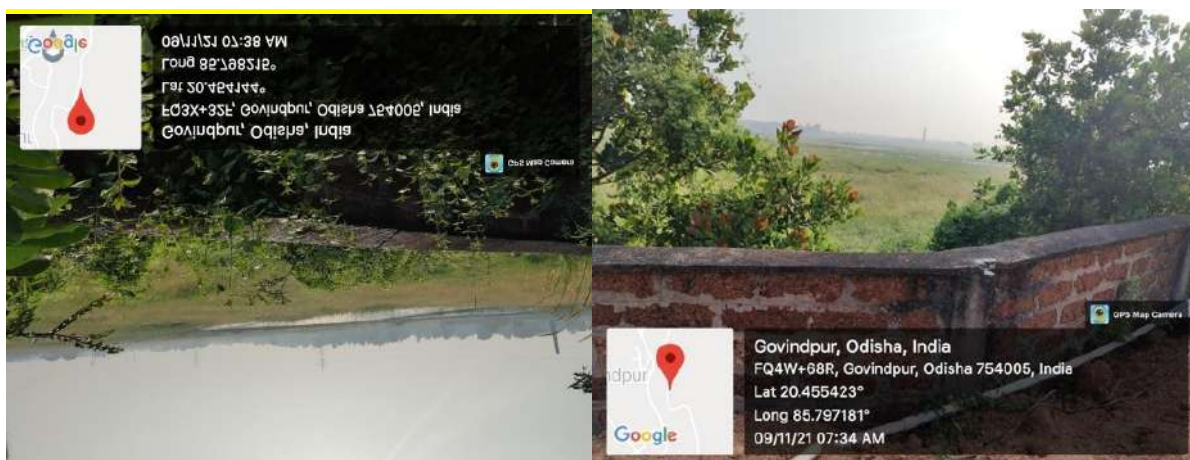 Govindpur, Odisha, India
FQ3X+32F, Govindpur, Odisha 754005, India
Lat 20.454144°
Long 85.798216°
09/11/21 07:38 AM
Google
GPS Map Camera
GPS Map Camera
Govindpur, Odisha, India
FQ4W+68R, Govindpur, Odisha 754005, India
Lat 20.455423°
Long 85.797181°
09/11/21 07:34 AM
ndpur
Google